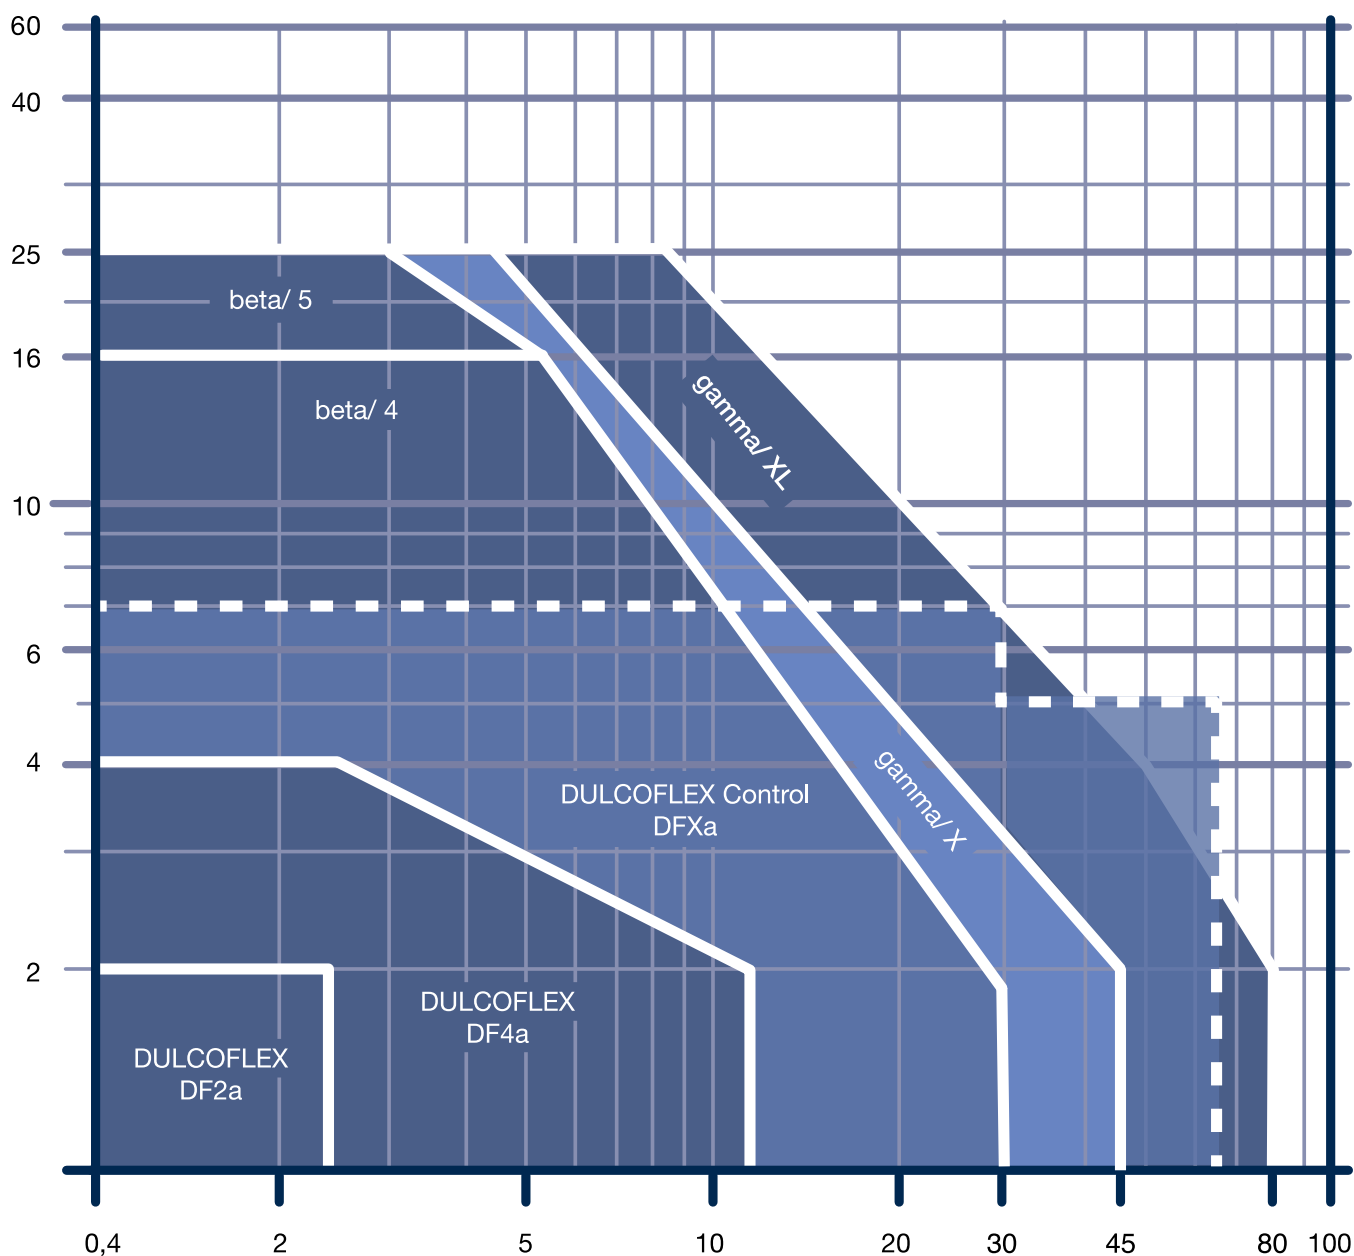 60
40
25
beta/ 5
16
gamma/ XL
beta/ 4
10
6
4
gamma/ X
DULCOFLEX Control
DFXa
2
DULCOFLEX
DF4a
DULCOFLEX
DF2a
0,4 2 5 10 20 30 45 80 100